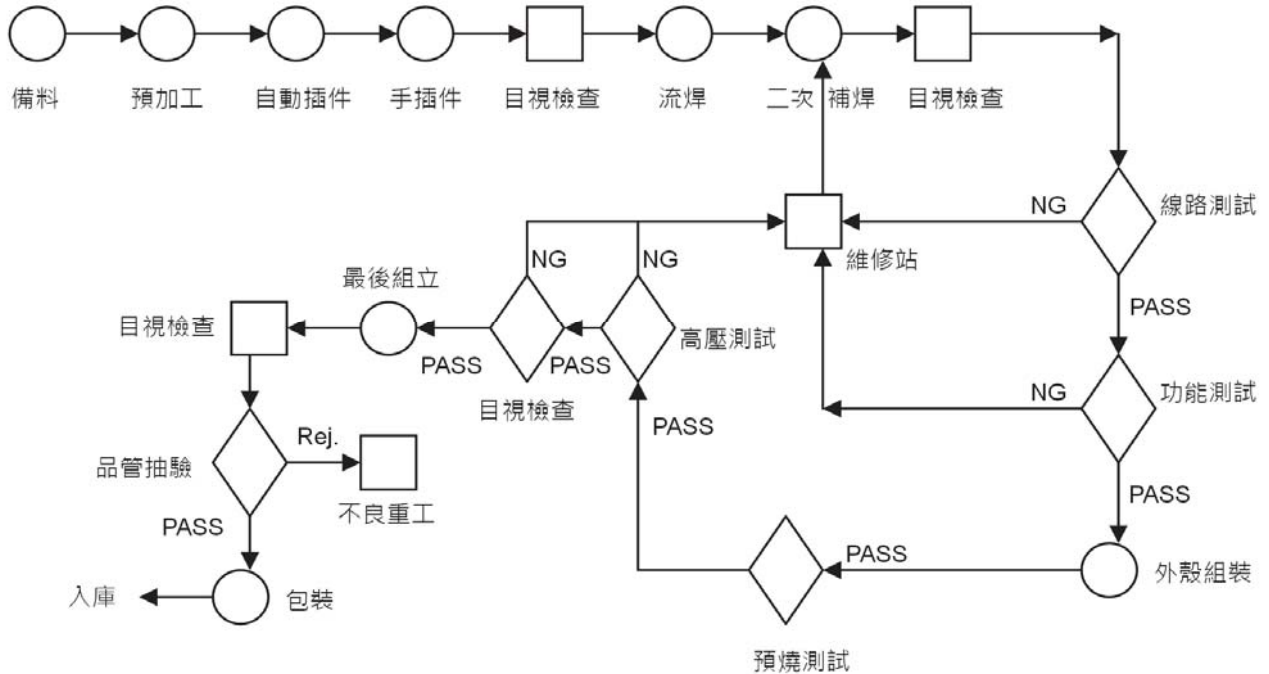 備料
預加工
自動插件
手插件
目視檢查
流焊
二次 補焊
目視檢查
NG
線路測試
維修站
NG
NG
PASS
最後組立
目視檢查
高壓測試
PASS
PASS
目視檢查
NG
功能測試
PASS
Rej.
品管抽驗
不良重工
PASS
PASS
PASS
外殼組裝
入庫
包裝
預燒測試